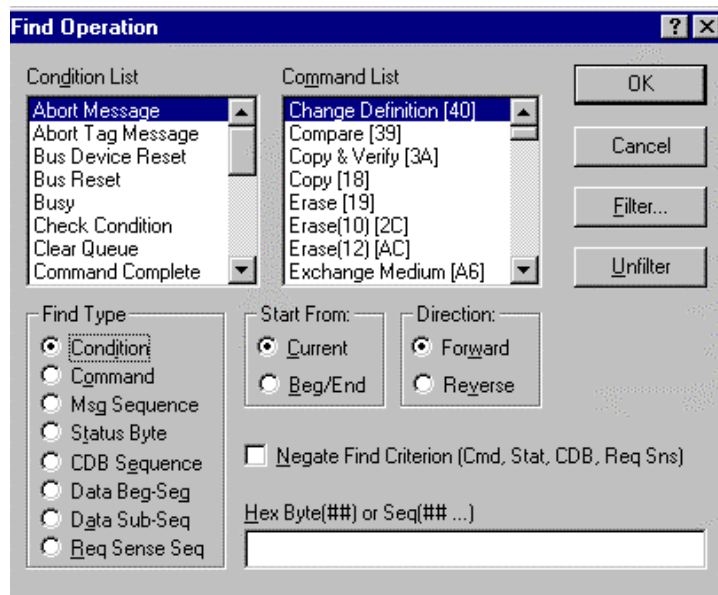 Find Operation
Condition List
Abort Message
Abort Tag Message
Bus Device Reset
Bus Reset
Busy
Check Condition
Clear Queue
Command Complete
Command List
Change Definition [40]
Compare [39]
Copy & Verify [3A]
Copy [18]
Erase [19]
Erase(10) [2C]
Erase(12) [AC]
Exchange Medium [A6]
OK
Cancel
Filter...
Unfilter
Find Type
Condition
Command
Msg Sequence
Status Byte
CDB Sequence
Data Beg-Seg
Data Sub-Seq
Req Sense Seq
Start From:
Current
Beg/End
Direction:
Forward
Reverse
Negate Find Criterion (Cmd, Stat, CDB, Req Sns)
Hex Byte(##) or Seq(## ...)